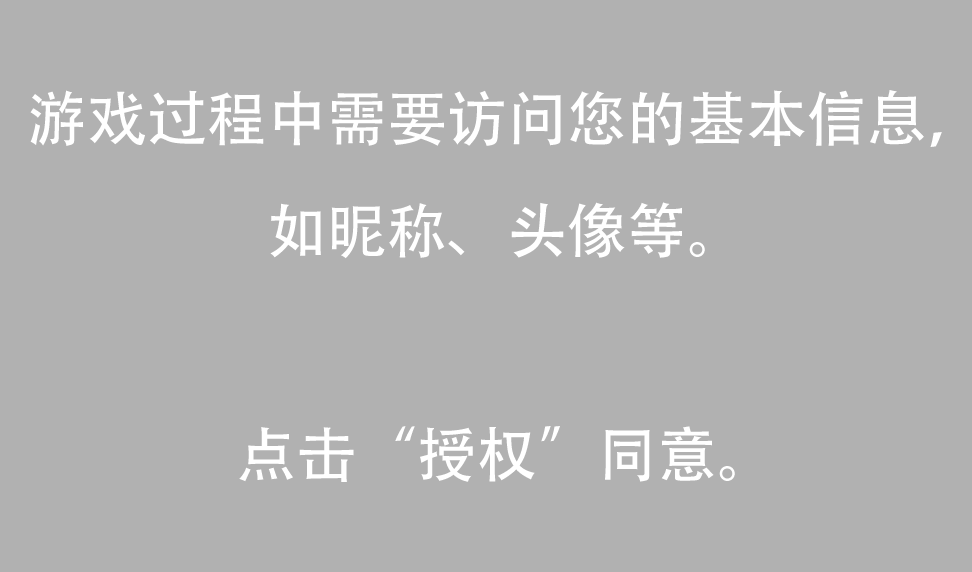 游戏过程中需要访问您的基本信息，
如昵称、头像等。
点击“授权”同意。